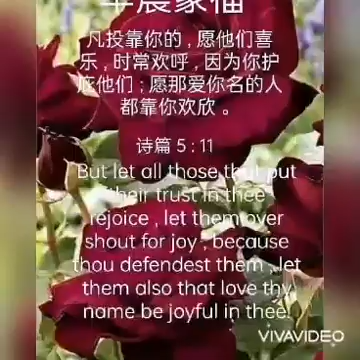 凡投靠你的 , 愿他们喜
乐 , 时常欢呼 , 因为你护
庇他们 ; 愿那爱你名的人
都靠你欢欣 。
诗篇 5 : 11
But let all those that put
their trust in thee
rejoice , let them over
shout for joy , because
thou defendest them , let
them also that love thy
name be joyful in thee.
VIVAVIDEO